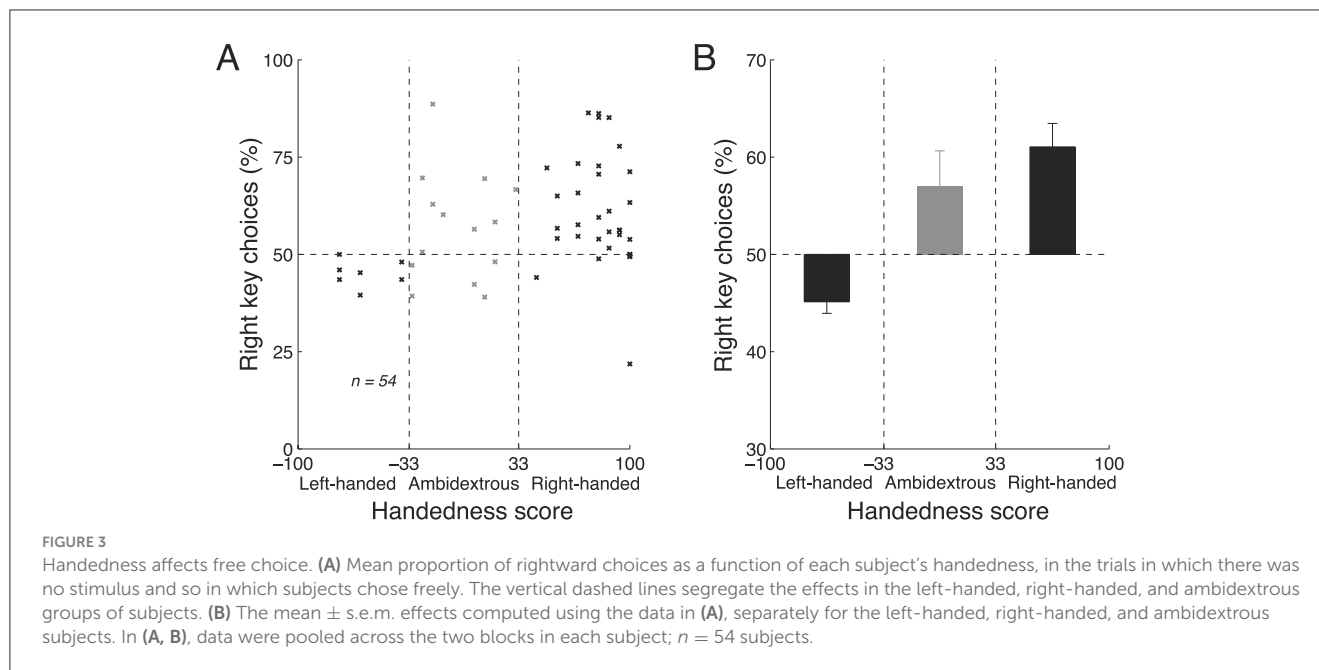 A
B
Right key choices (%)
100
75
50
25
0
n = 54
−100
−33
33
100
Left-handed
Ambidextrous
Right-handed
Handedness score
Right key choices (%)
70
60
50
40
30
−100
−33
33
100
Left-handed
Ambidextrous
Right-handed
Handedness score
FIGURE 3
Handedness affects free choice. (A) Mean proportion of rightward choices as a function of each subject's handedness, in the trials in which there was
no stimulus and so in which subjects chose freely. The vertical dashed lines segregate the effects in the left-handed, right-handed, and ambidextrous
groups of subjects. (B) The mean ± s.e.m. effects computed using the data in (A), separately for the left-handed, right-handed, and ambidextrous
subjects. In (A, B), data were pooled across the two blocks in each subject; n = 54 subjects.